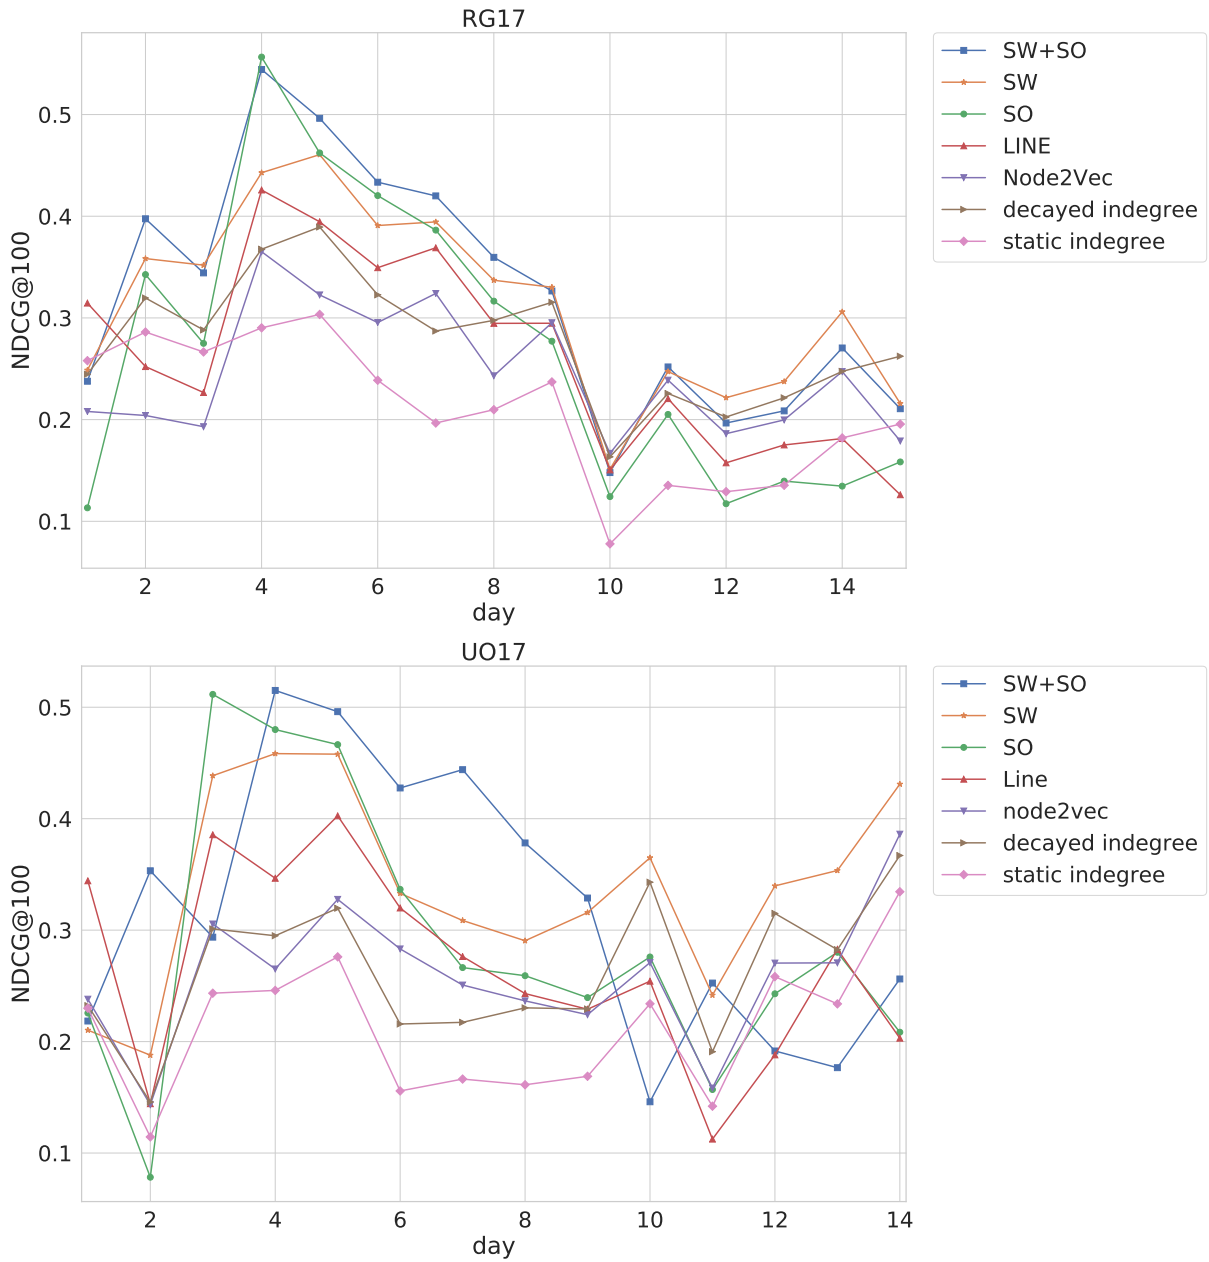 RG17
SW+SO
SW
SO
LINE
Node2Vec
decayed indegree
static indegree
NDCG@100
0.5
0.4
0.3
0.2
0.1
2 4 6 8 10 12 14
day
UO17
SW+SO
SW
SO
Line
node2vec
decayed indegree
static indegree
NDCG@100
0.5
0.4
0.3
0.2
0.1
2 4 6 8 10 12 14
day